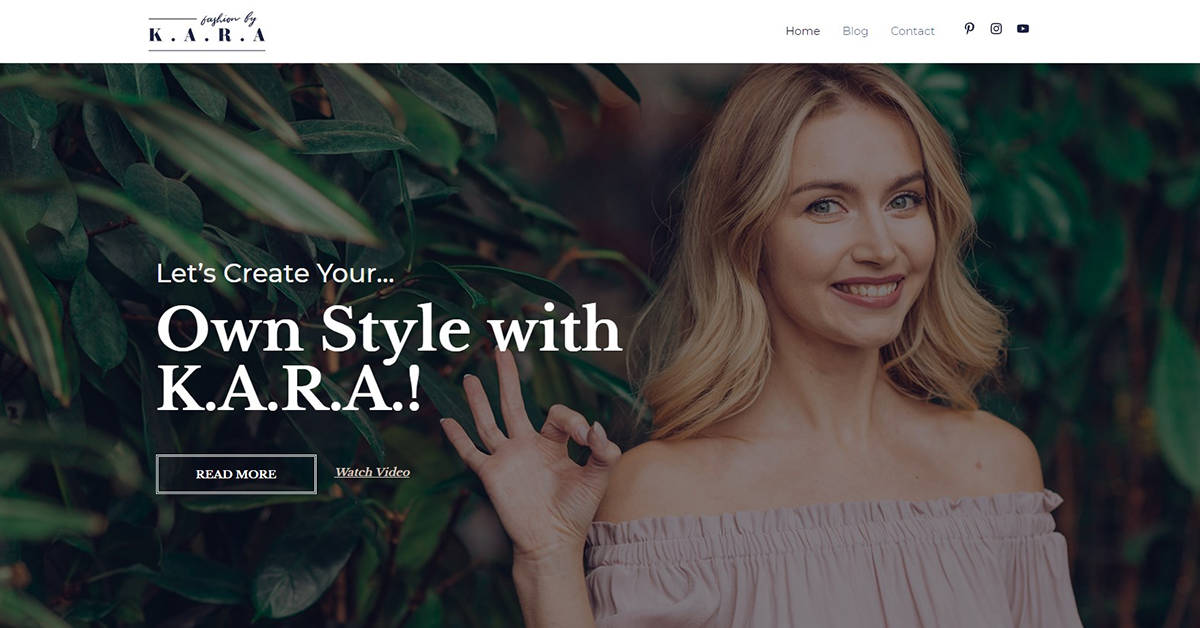 fashion by
K.A.R.A
Home Blog Contact
Let’s Create Your...
Own Style with
K.A.R.A.!
READ MORE Watch Video